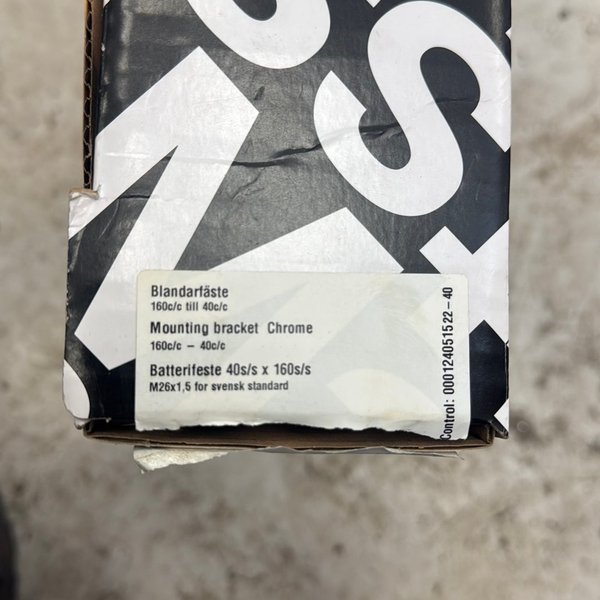 Blandarfäste
160c/c till 40c/c
Mounting bracket Chrome
160c/c – 40c/c
Batterifeste 40s/s x 160s/s
M26x1,5 for svensk standard
Control: 000124051522-40